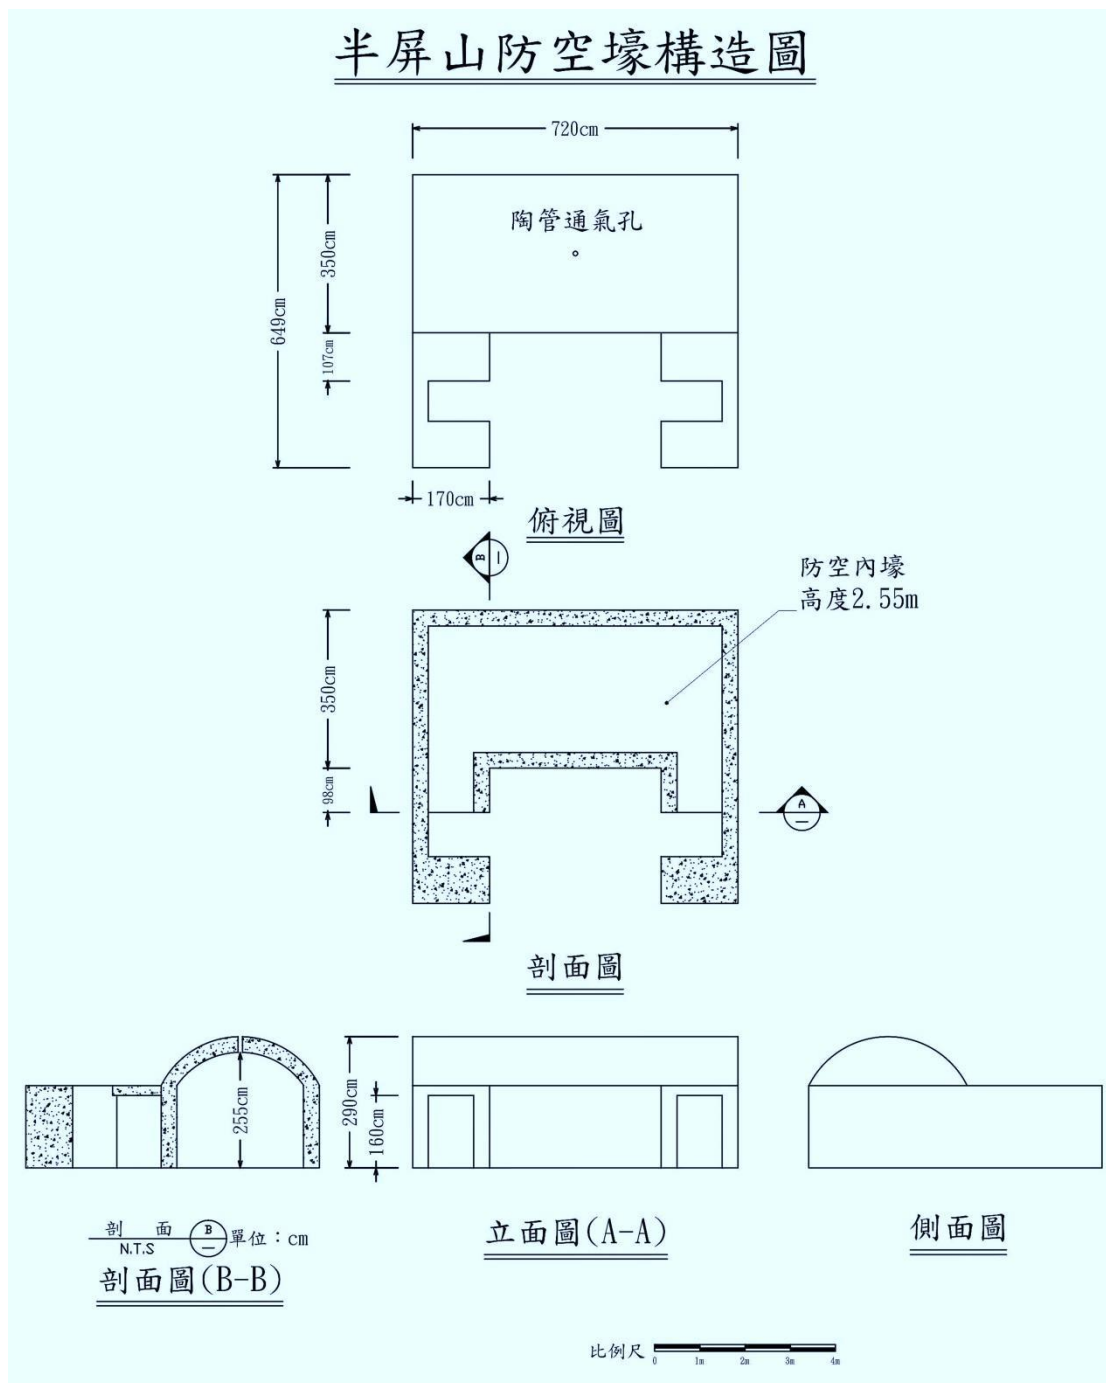 半屏山防空壕構造圖
720cm
陶管通氣孔
350cm
649cm
107cm
170cm
俯視圖
B
防空內壕
高度2.55m
350cm
98cm
A
剖面圖
255cm
290cm
160cm
剖 面
B
單位：cm
N.T.S
剖面圖(B-B)
立面圖(A-A)
側面圖
比例尺
0 1m 2m 3m 4m